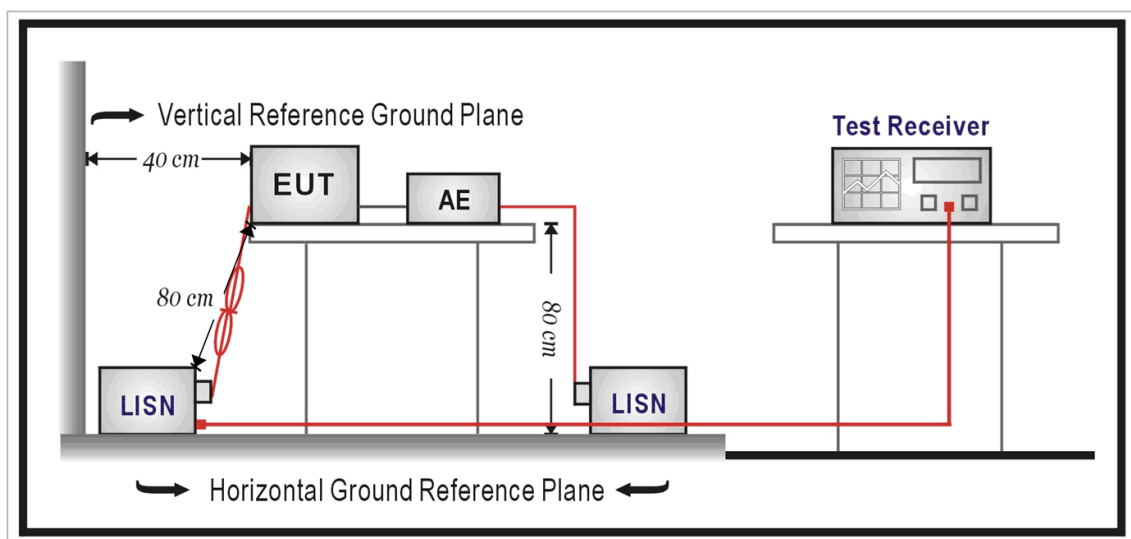 Vertical Reference Ground Plane
40 cm
EUT
AE
Test Receiver
80 cm
80 cm
LISN
LISN
Horizontal Ground Reference Plane